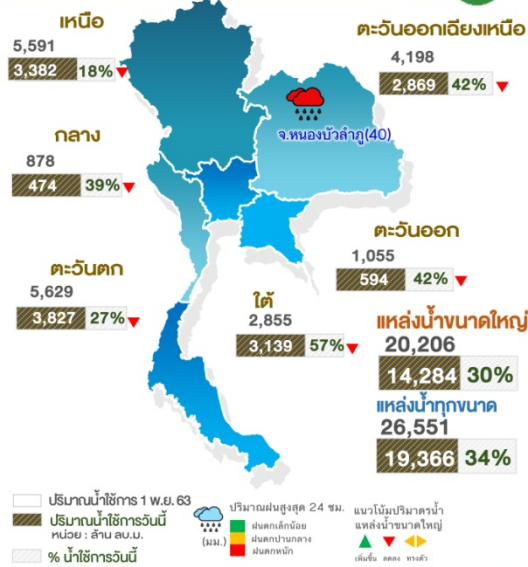 เหนือ
5,591
3,382 18%
ตะวันออกเฉียงเหนือ
4,198
2,869 42%
จ.หนองบัวลำภู(40)
กลาง
878
474 39%
ตะวันออก
1,055
594 42%
ตะวันตก
5,629
3,827 27%
ใต้
2,855
3,139 57%
แหล่งน้ำขนาดใหญ่
20,206
14,284 30%
แหล่งน้ำทุกขนาด
26,551
19,366 34%
ปริมาณน้ำใช้การ 1 พ.ย. 63
ปริมาณน้ำใช้การวันนี้
หน่วย : ล้าน ลบ.ม.
% น้ำใช้การวันนี้
ปริมาณฝนสูงสุด 24 ชม.
(มม.)
ฝนตกเล็กน้อย
ฝนตกปานกลาง
ฝนตกหนัก
แนวโน้มปริมาตรน้ำ
แหล่งน้ำขนาดใหญ่
เพิ่มขึ้น ลดลง ทรงตัว